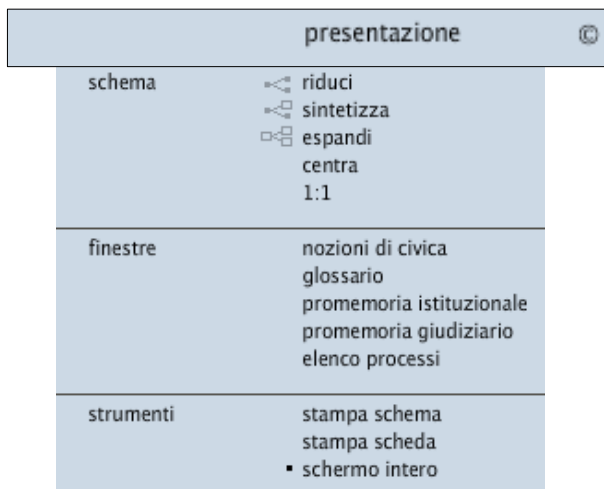 presentazione ©
schema riduci
sintetizza
espandi
centra
1:1
finestre nozioni di civica
glossario
promemoria istituzionale
promemoria giudiziario
elenco processi
strumenti stampa schema
stampa scheda
▪ schermo intero